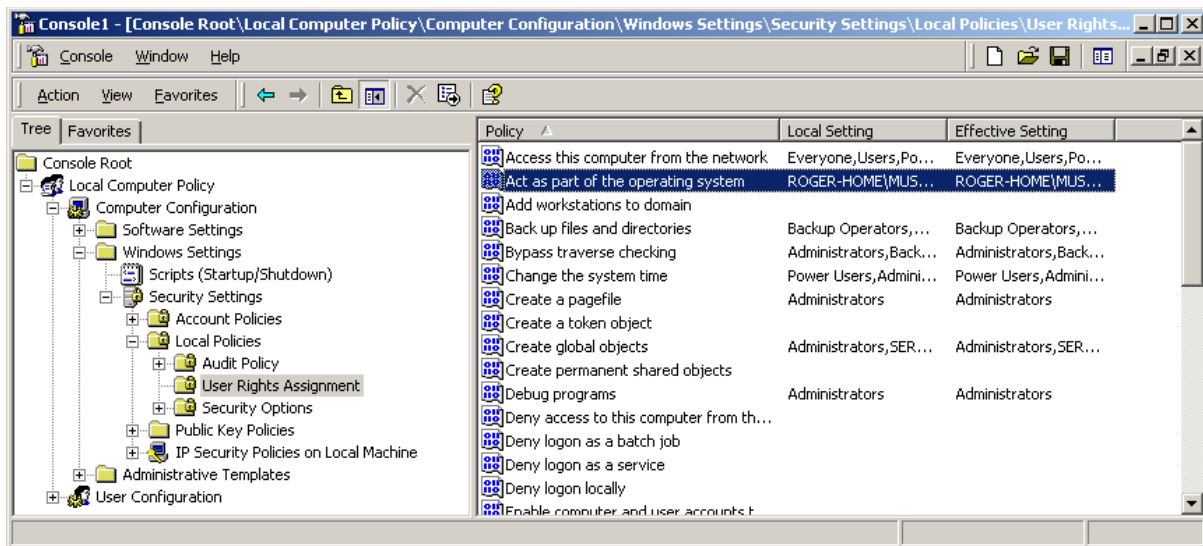 Console1 - [Console Root\Local Computer Policy\Computer Configuration\Windows Settings\Security Settings\Local Policies\User Rights...
Console Window Help
Action View Favorites
Tree Favorites
Console Root
Local Computer Policy
Computer Configuration
Software Settings
Windows Settings
Scripts (Startup/Shutdown)
Security Settings
Account Policies
Local Policies
Audit Policy
User Rights Assignment
Security Options
Public Key Policies
IP Security Policies on Local Machine
Administrative Templates
User Configuration
Policy Local Setting Effective Setting
Access this computer from the network Everyone,Users,Po... Everyone,Users,Po...
Act as part of the operating system ROGER-HOME\MUS... ROGER-HOME\MUS...
Add workstations to domain
Back up files and directories Backup Operators,... Backup Operators,...
Bypass traverse checking Administrators,Back... Administrators,Back...
Change the system time Power Users,Admini... Power Users,Admini...
Create a pagefile Administrators Administrators
Create a token object
Create global objects Administrators,SER... Administrators,SER...
Create permanent shared objects
Debug programs Administrators Administrators
Deny access to this computer from th...
Deny logon as a batch job
Deny logon as a service
Deny logon locally
Enable computer and user accounts t...